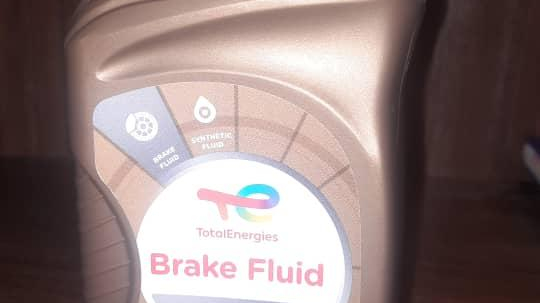 BRAKE
FLUID
SYNTHETIC
FLUID
TotalEnergies
Brake Fluid